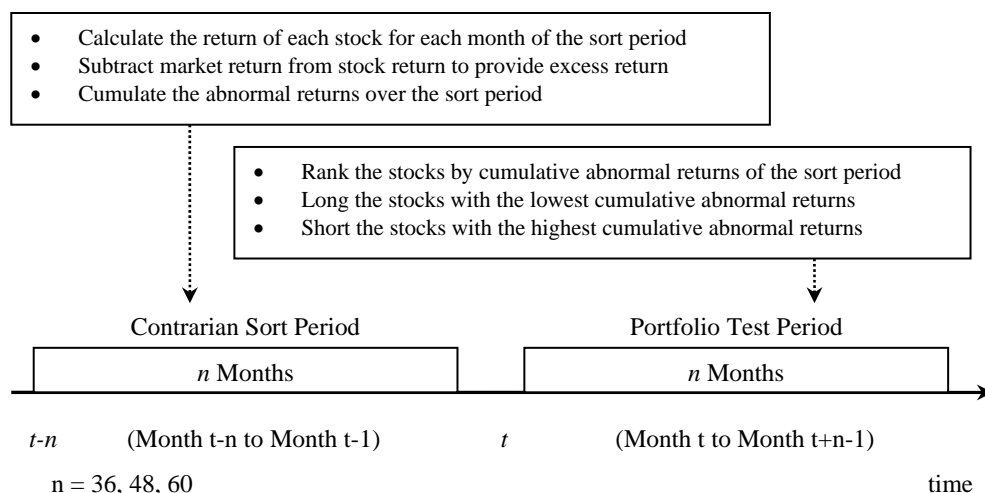 • Calculate the return of each stock for each month of the sort period
• Subtract market return from stock return to provide excess return
• Cumulate the abnormal returns over the sort period
• Rank the stocks by cumulative abnormal returns of the sort period
• Long the stocks with the lowest cumulative abnormal returns
• Short the stocks with the highest cumulative abnormal returns
Contrarian Sort Period Portfolio Test Period
n Months n Months
t-n (Month t-n to Month t-1) t (Month t to Month t+n-1)
n = 36, 48, 60 time